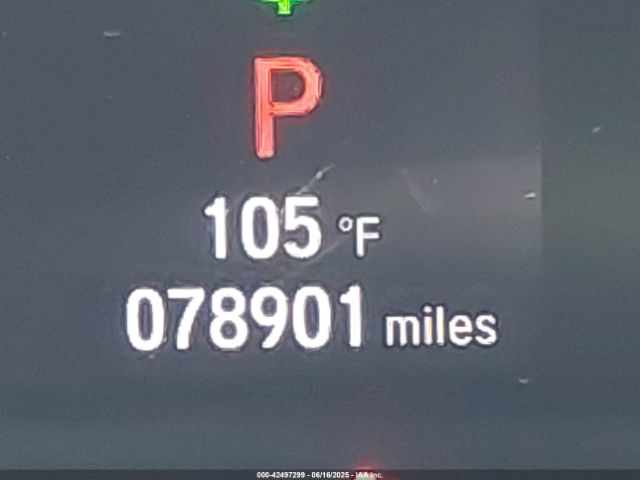 P
105 °F
078901 miles
000-42497299 - 06/16/2025 - IAA Inc.